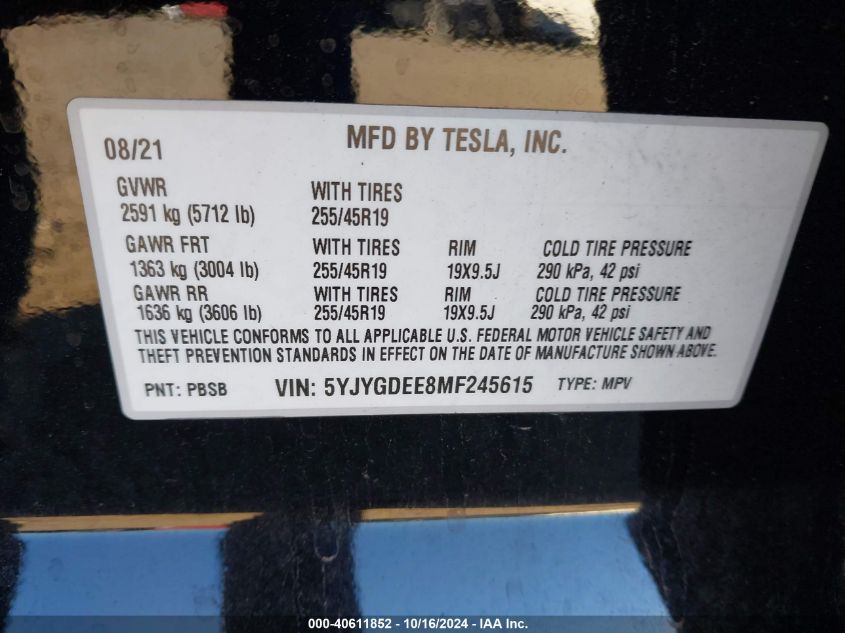 08/21 MFD BY TESLA, INC.
GVWR WITH TIRES
2591 kg (5712 lb) 255/45R19
GAWR FRT WITH TIRES RIM COLD TIRE PRESSURE
1363 kg (3004 lb) 255/45R19 19X9.5J 290 kPa, 42 psi
GAWR RR WITH TIRES RIM COLD TIRE PRESSURE
1636 kg (3606 lb) 255/45R19 19X9.5J 290 kPa, 42 psi
THIS VEHICLE CONFORMS TO ALL APPLICABLE U.S. FEDERAL MOTOR VEHICLE SAFETY AND
THEFT PREVENTION STANDARDS IN EFFECT ON THE DATE OF MANUFACTURE SHOWN ABOVE.
PNT: PBSB VIN: 5YJYGDEE8MF245615 TYPE: MPV
000-40611852 - 10/16/2024 - IAA Inc.